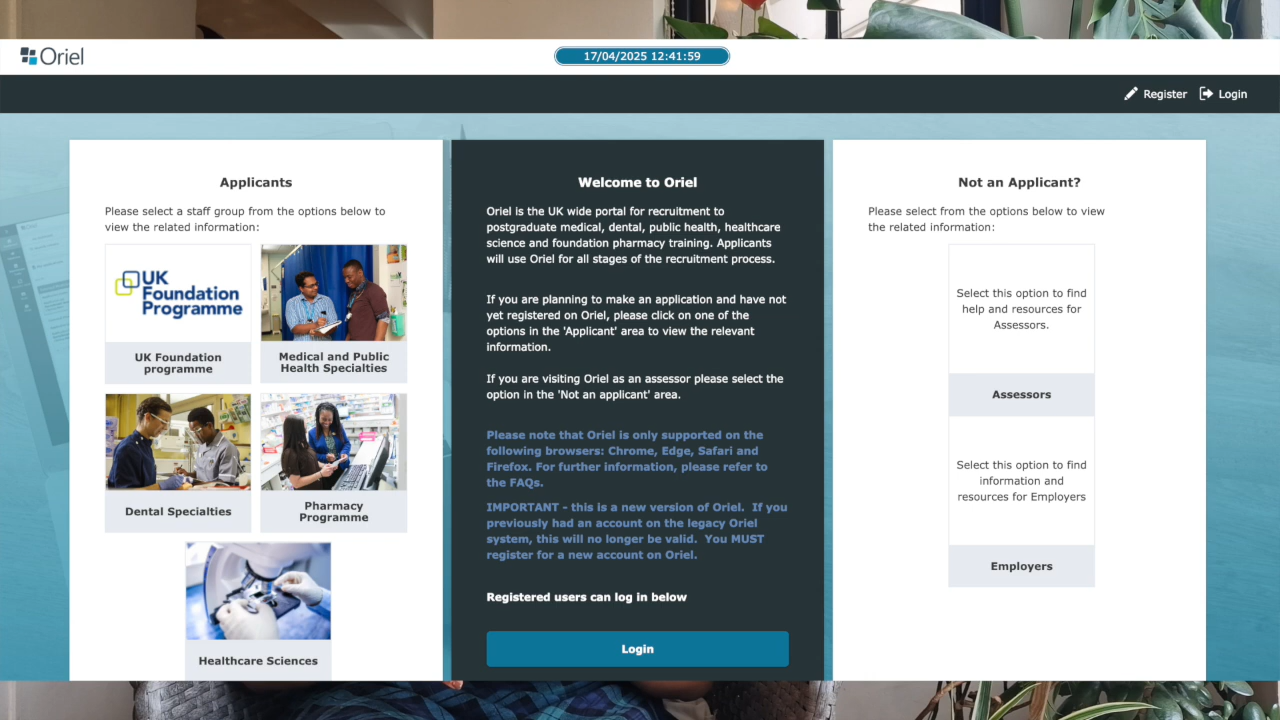 Oriel
17/04/2025 12:41:59
Register
Login
Applicants
Please select a staff group from the options below to
view the related information:
UK
Foundation
Programme
UK Foundation
programme
Medical and Public
Health Specialties
Dental Specialties
Pharmacy
Programme
Healthcare Sciences
Welcome to Oriel
Oriel is the UK wide portal for recruitment to
postgraduate medical, dental, public health, healthcare
science and foundation pharmacy training. Applicants
will use Oriel for all stages of the recruitment process.
If you are planning to make an application and have not
yet registered on Oriel, please click on one of the
options in the 'Applicant' area to view the relevant
information.
If you are visiting Oriel as an assessor please select the
option in the 'Not an applicant' area.
Please note that Oriel is only supported on the
following browsers: Chrome, Edge, Safari and
Firefox. For further information, please refer to
the FAQs.
IMPORTANT - this is a new version of Oriel.  If you
previously had an account on the legacy Oriel
system, this will no longer be valid.  You MUST
register for a new account on Oriel.
Registered users can log in below
Login
Not an Applicant?
Please select from the options below to view
the related information:
Select this option to find
help and resources for
Assessors.
Assessors
Select this option to find
information and
resources for Employers
Employers